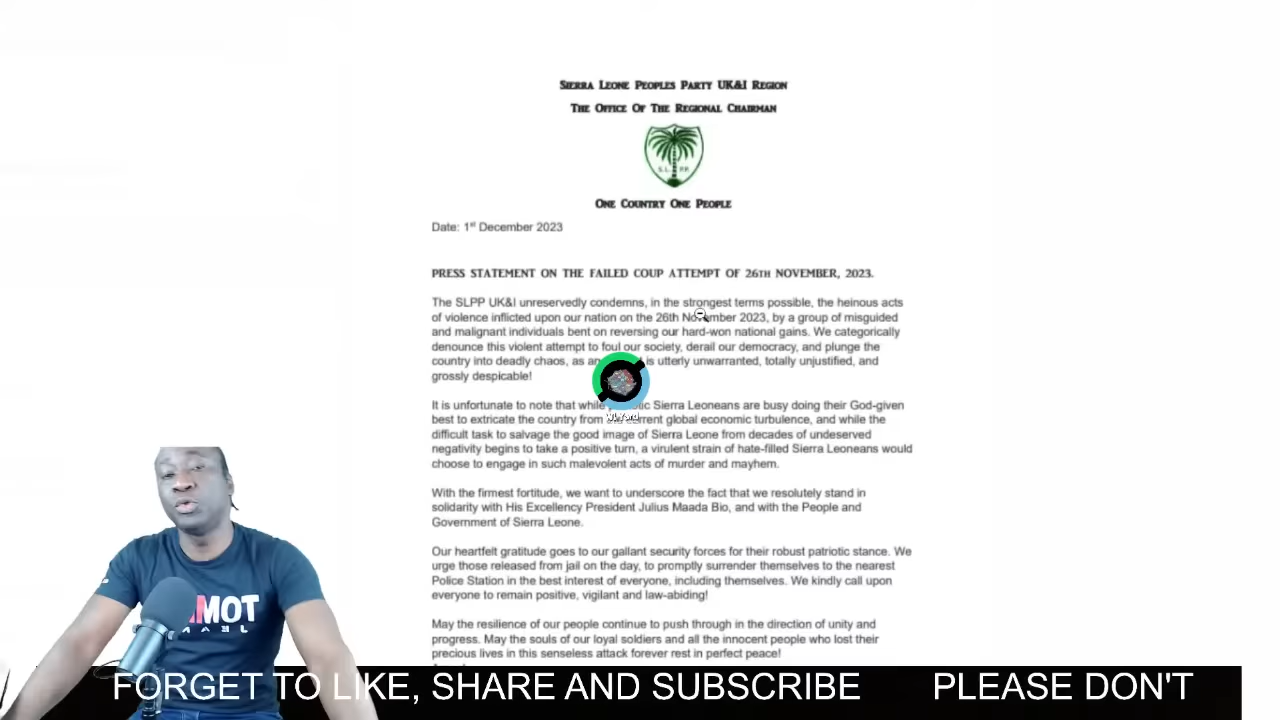 SIERRA LEONE PEOPLES PARTY UK&I REGION
THE OFFICE OF THE REGIONAL CHAIRMAN
S.L.P.P.
ONE COUNTRY ONE PEOPLE
Date: 1st December 2023
PRESS STATEMENT ON THE FAILED COUP ATTEMPT OF 26TH NOVEMBER, 2023.
The SLPP UK&I unreservedly condemns, in the strongest terms possible, the heinous acts
of violence inflicted upon our nation on the 26th November 2023, by a group of misguided
and malignant individuals bent on reversing our hard-won national gains. We categorically
denounce this violent attempt to foul our society, derail our democracy, and plunge the
country into deadly chaos, as is utterly unwarranted, totally unjustified, and
grossly despicable!
It is unfortunate to note that while Sierra Leoneans are busy doing their God-given
best to extricate the country from global economic turbulence, and while the
difficult task to salvage the good image of Sierra Leone from decades of undeserved
negativity begins to take a positive turn, a virulent strain of hate-filled Sierra Leoneans would
choose to engage in such malevolent acts of murder and mayhem.
With the firmest fortitude, we want to underscore the fact that we resolutely stand in
solidarity with His Excellency President Julius Maada Bio, and with the People and
Government of Sierra Leone.
Our heartfelt gratitude goes to our gallant security forces for their robust patriotic stance. We
urge those released from jail on the day, to promptly surrender themselves to the nearest
Police Station in the best interest of everyone, including themselves. We kindly call upon
everyone to remain positive, vigilant and law-abiding!
May the resilience of our people continue to push through in the direction of unity and
progress. May the souls of our loyal soldiers and all the innocent people who lost their
precious lives in this senseless attack forever rest in perfect peace!
MOT
FORGET TO LIKE, SHARE AND SUBSCRIBE PLEASE DON'T